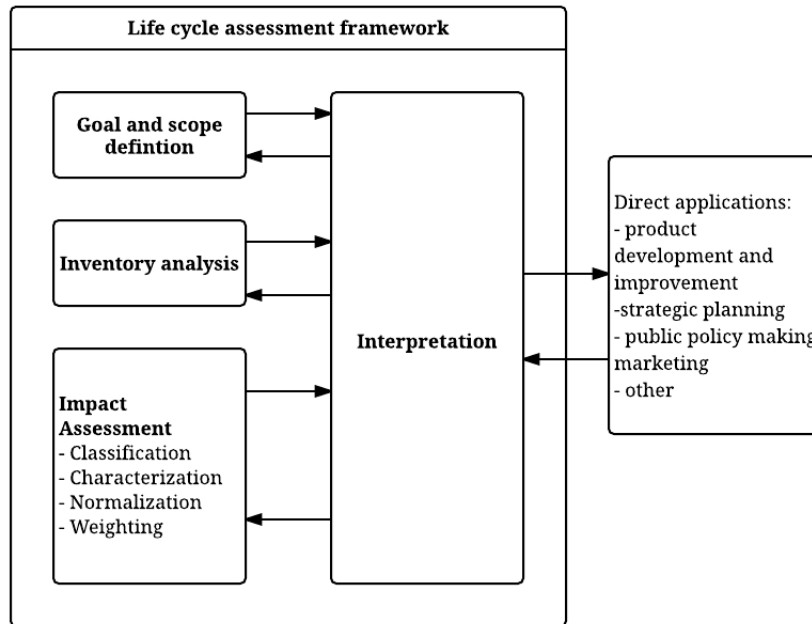 Life cycle assessment framework
Goal and scope
defintion
Inventory analysis
Impact
Assessment
- Classification
- Characterization
- Normalization
- Weighting
Interpretation
Direct applications:
- product
development and
improvement
-strategic planning
- public policy making
marketing
- other